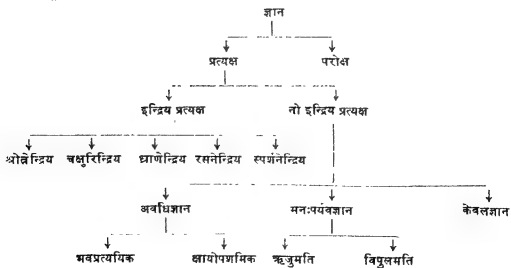 ज्ञान
प्रत्यक्ष परोक्ष
इन्द्रिय प्रत्यक्ष नो इन्द्रिय प्रत्यक्ष
श्रोत्रेन्द्रिय चक्षुरिन्द्रिय घ्राणेन्द्रिय रसनेन्द्रिय स्पर्शनेन्द्रिय
अवधिज्ञान मनःपर्यवज्ञान केवलज्ञान
भवप्रत्ययिक क्षायोपशमिक ऋजुमति विपुलमति